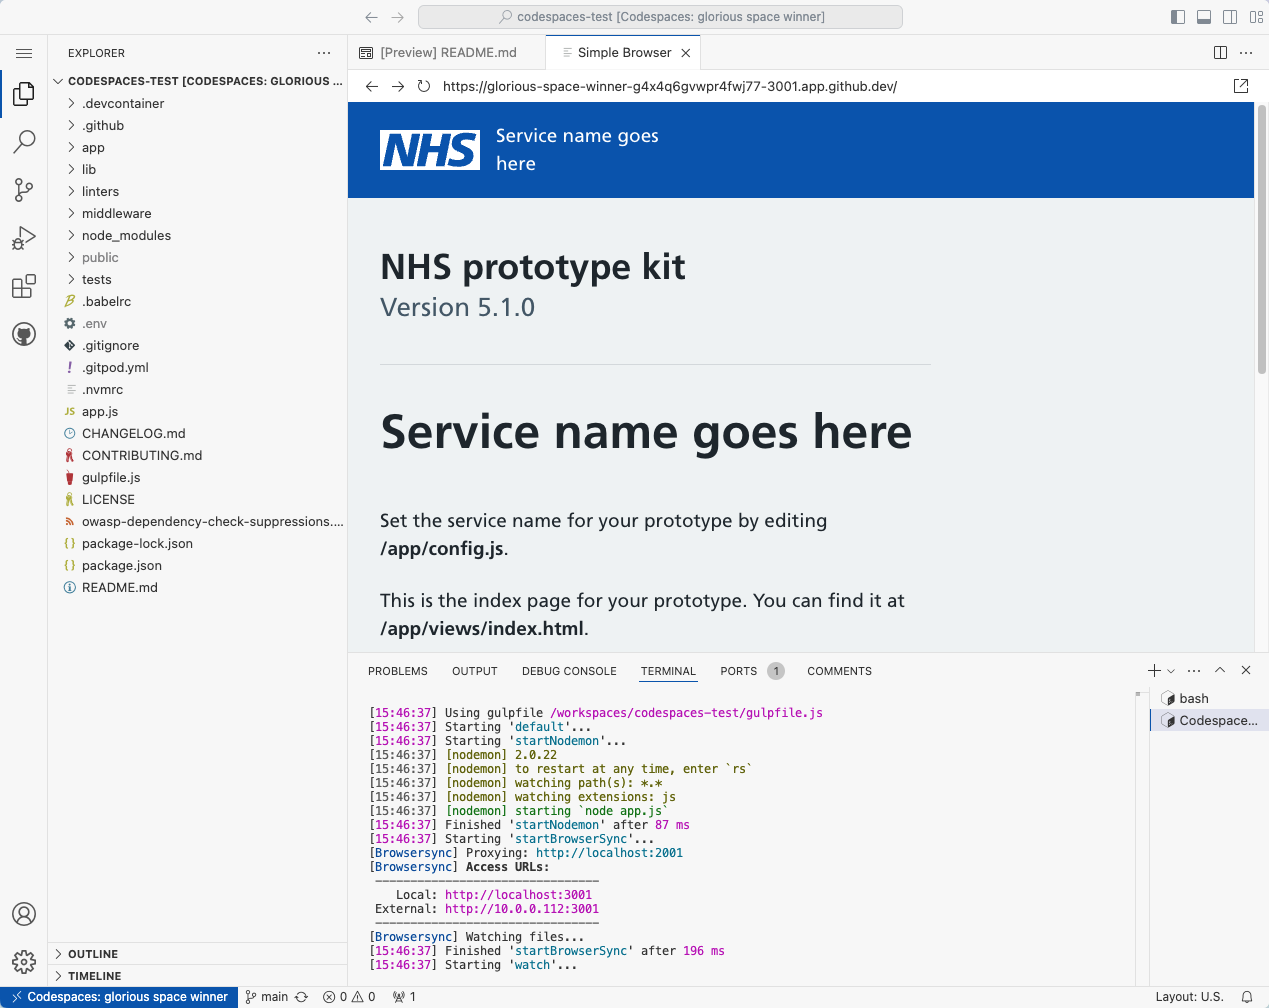 codespaces-test [Codespaces: glorious space winner]
EXPLORER
CODESPACES-TEST [CODESPACES: GLORIOUS ...
.devcontainer
.github
app
lib
linters
middleware
node_modules
public
tests
.babelrc
.env
.gitignore
! .gitpod.yml
.nvmrc
JS app.js
CHANGELOG.md
CONTRIBUTING.md
gulpfile.js
LICENSE
owasp-dependency-check-suppressions....
{} package-lock.json
{} package.json
README.md
OUTLINE
TIMELINE
[Preview] README.md
Simple Browser
https://glorious-space-winner-g4x4q6gvwpr4fwj77-3001.app.github.dev/
NHS
Service name goes
here
NHS prototype kit
Version 5.1.0
Service name goes here
Set the service name for your prototype by editing
/app/config.js.
This is the index page for your prototype. You can find it at
/app/views/index.html.
PROBLEMS OUTPUT DEBUG CONSOLE TERMINAL PORTS 1 COMMENTS
[15:46:37] Using gulpfile /workspaces/codespaces-test/gulpfile.js
[15:46:37] Starting 'default'...
[15:46:37] Starting 'startNodemon'...
[15:46:37] [nodemon] 2.0.22
[15:46:37] [nodemon] to restart at any time, enter `rs`
[15:46:37] [nodemon] watching path(s): *.*
[15:46:37] [nodemon] watching extensions: js
[15:46:37] [nodemon] starting `node app.js`
[15:46:37] Finished 'startNodemon' after 87 ms
[15:46:37] Starting 'startBrowserSync'...
[Browsersync] Proxying: http://localhost:2001
[Browsersync] Access URLs:
--------------------------------
Local: http://localhost:3001
External: http://10.0.0.112:3001
--------------------------------
[Browsersync] Watching files...
[15:46:37] Finished 'startBrowserSync' after 196 ms
[15:46:37] Starting 'watch'...
bash
Codespace...
Codespaces: glorious space winner
main
0 0
1
Layout: U.S.